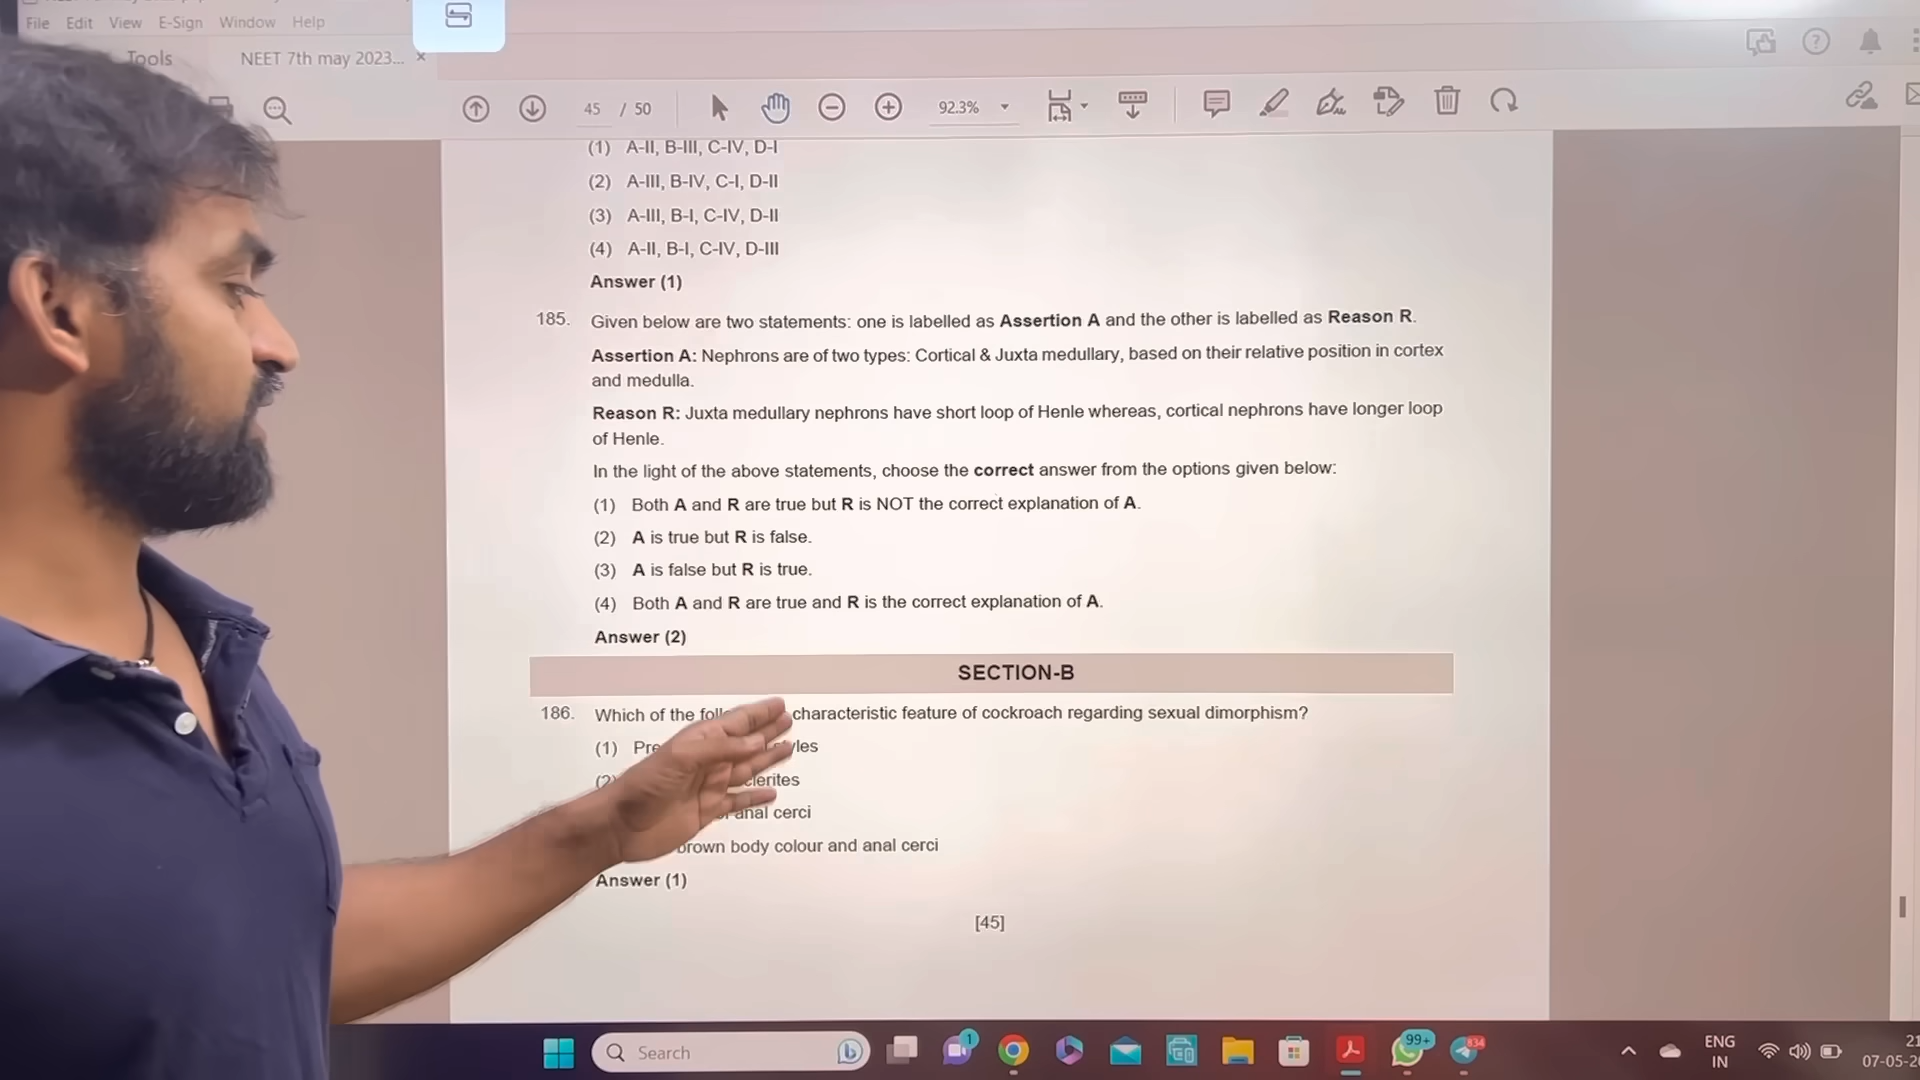 File Edit View E-Sign Window Help
Tools NEET 7th may 2023... ×
45 / 50 92.3%
(1) A-II, B-III, C-IV, D-I
(2) A-III, B-IV, C-I, D-II
(3) A-III, B-I, C-IV, D-II
(4) A-II, B-I, C-IV, D-III
Answer (1)
185. Given below are two statements: one is labelled as Assertion A and the other is labelled as Reason R.
Assertion A: Nephrons are of two types: Cortical & Juxta medullary, based on their relative position in cortex
and medulla.
Reason R: Juxta medullary nephrons have short loop of Henle whereas, cortical nephrons have longer loop
of Henle.
In the light of the above statements, choose the correct answer from the options given below:
(1) Both A and R are true but R is NOT the correct explanation of A.
(2) A is true but R is false.
(3) A is false but R is true.
(4) Both A and R are true and R is the correct explanation of A.
Answer (2)
SECTION-B
186. Which of the characteristic feature of cockroach regarding sexual dimorphism?
(1)
(2)
anal cerci
brown body colour and anal cerci
Answer (1)
[45]
Search 1 99+ 834 ENG
IN 07-05-2